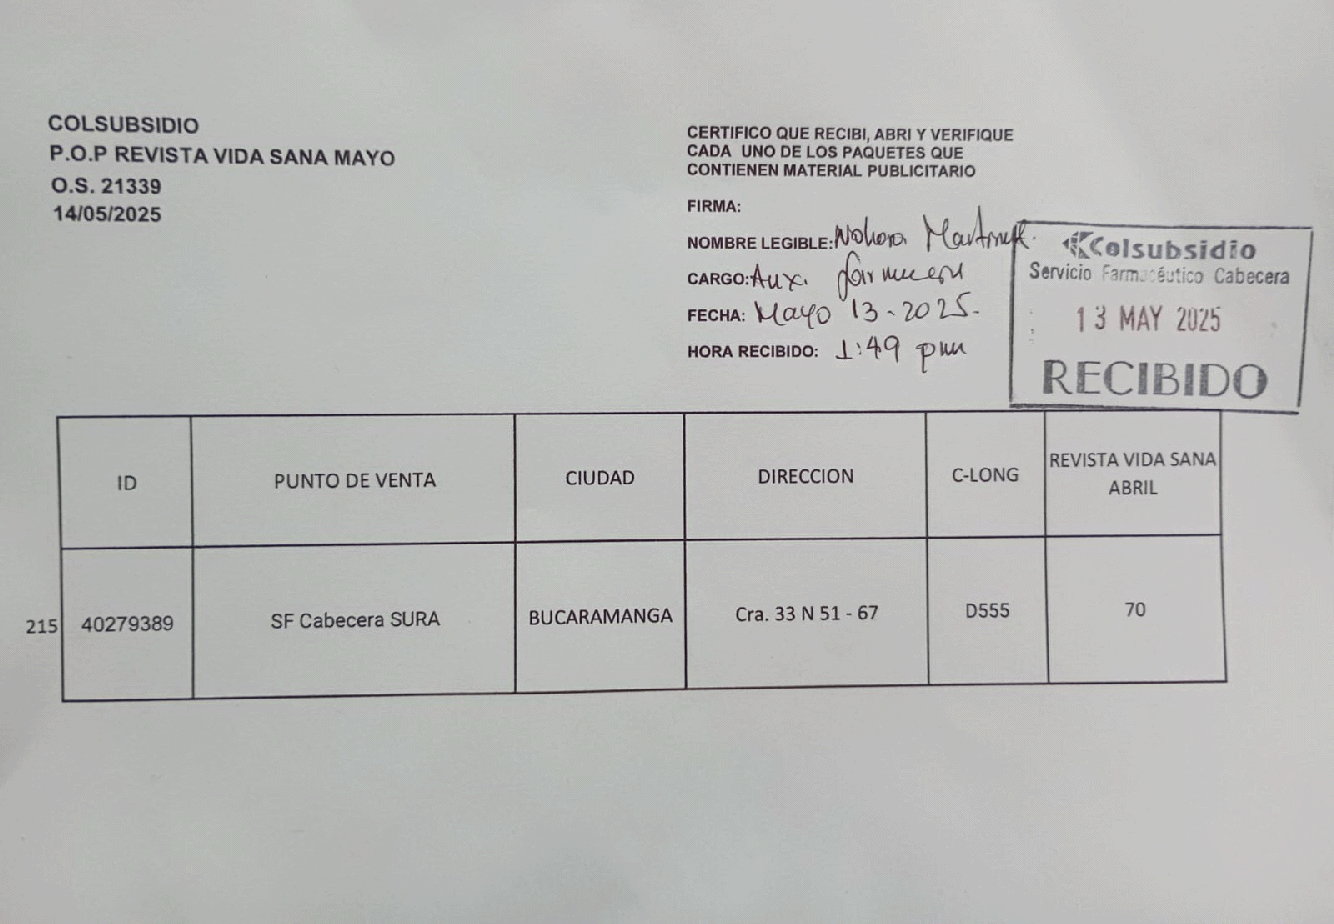 COLSUBSIDIO
P.O.P REVISTA VIDA SANA MAYO
O.S. 21339
14/05/2025
CERTIFICO QUE RECIBI, ABRI Y VERIFIQUE
CADA UNO DE LOS PAQUETES QUE
CONTIENEN MATERIAL PUBLICITARIO
FIRMA:
NOMBRE LEGIBLE: Nohora Martinez
CARGO: Aux.
FECHA: Mayo 13-2025.
HORA RECIBIDO: 1:49 pm
Colsubsidio
Servicio Farmacéutico Cabecera
13 MAY 2025
RECIBIDO
ID PUNTO DE VENTA CIUDAD DIRECCION C-LONG REVISTA VIDA SANA
ABRIL
215 40279389 SF Cabecera SURA BUCARAMANGA Cra. 33 N 51 - 67 D555 70